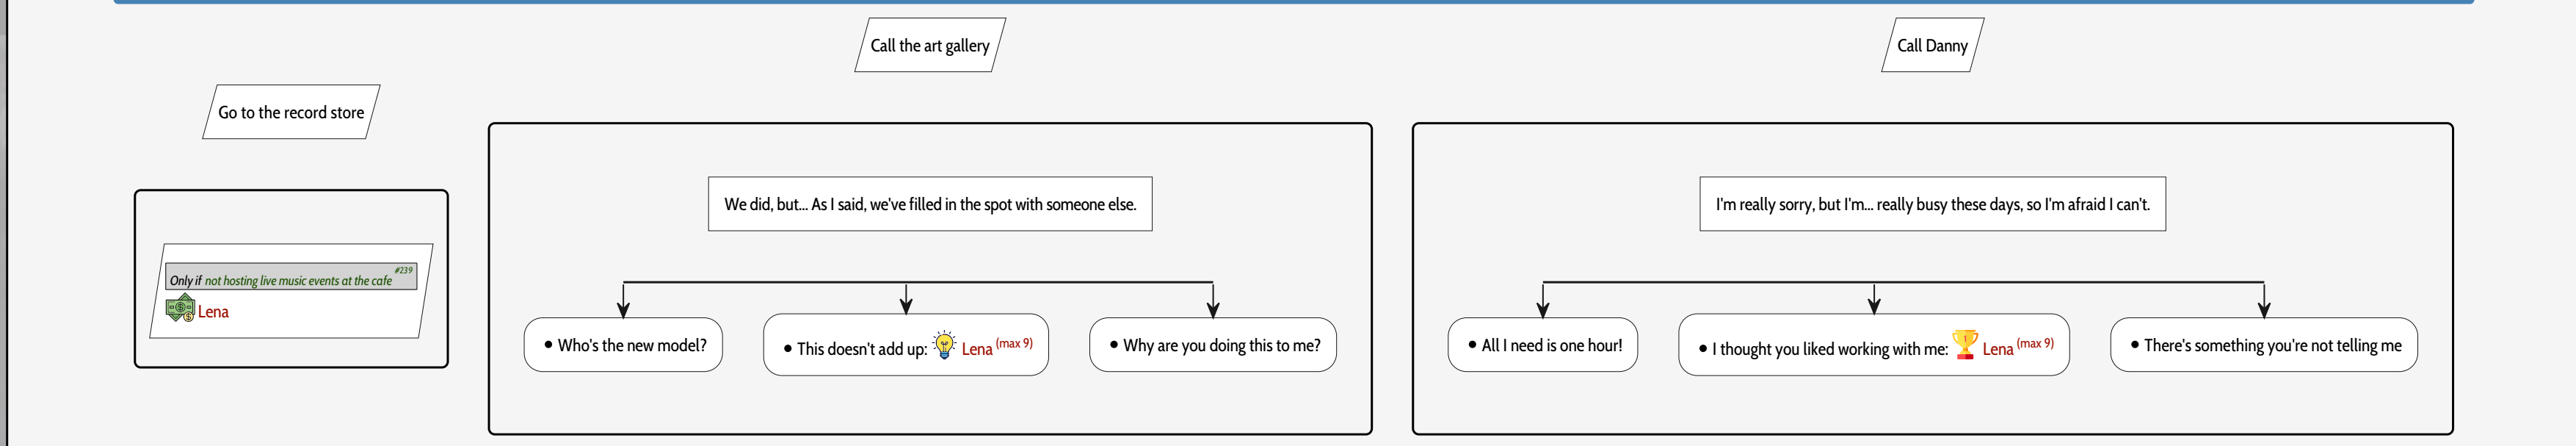 Call the art gallery
Call Danny
Go to the record store
We did, but... As I said, we've filled in the spot with someone else.
I'm really sorry, but I'm... really busy these days, so I'm afraid I can't.
Only if not hosting live music events at the cafe #239
Lena
• Who's the new model?
• This doesn't add up: Lena (max 9)
• Why are you doing this to me?
• All I need is one hour!
• I thought you liked working with me: Lena (max 9)
• There's something you're not telling me